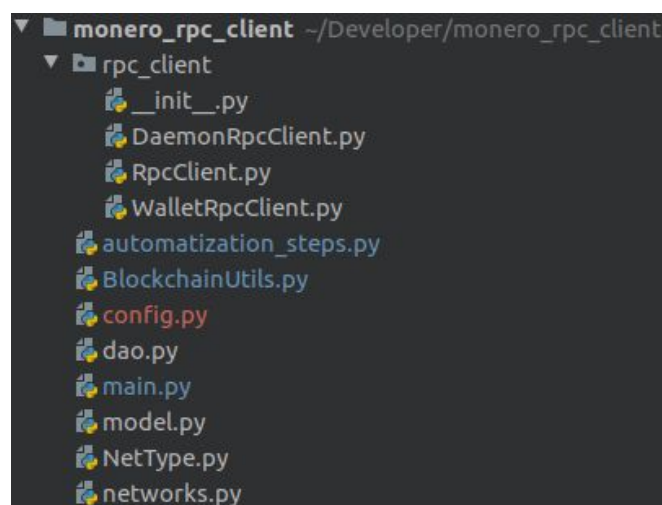 monero_rpc_client ~/Developer/monero_rpc_client
rpc_client
__init__.py
DaemonRpcClient.py
RpcClient.py
WalletRpcClient.py
automatization_steps.py
BlockchainUtils.py
config.py
dao.py
main.py
model.py
NetType.py
networks.py